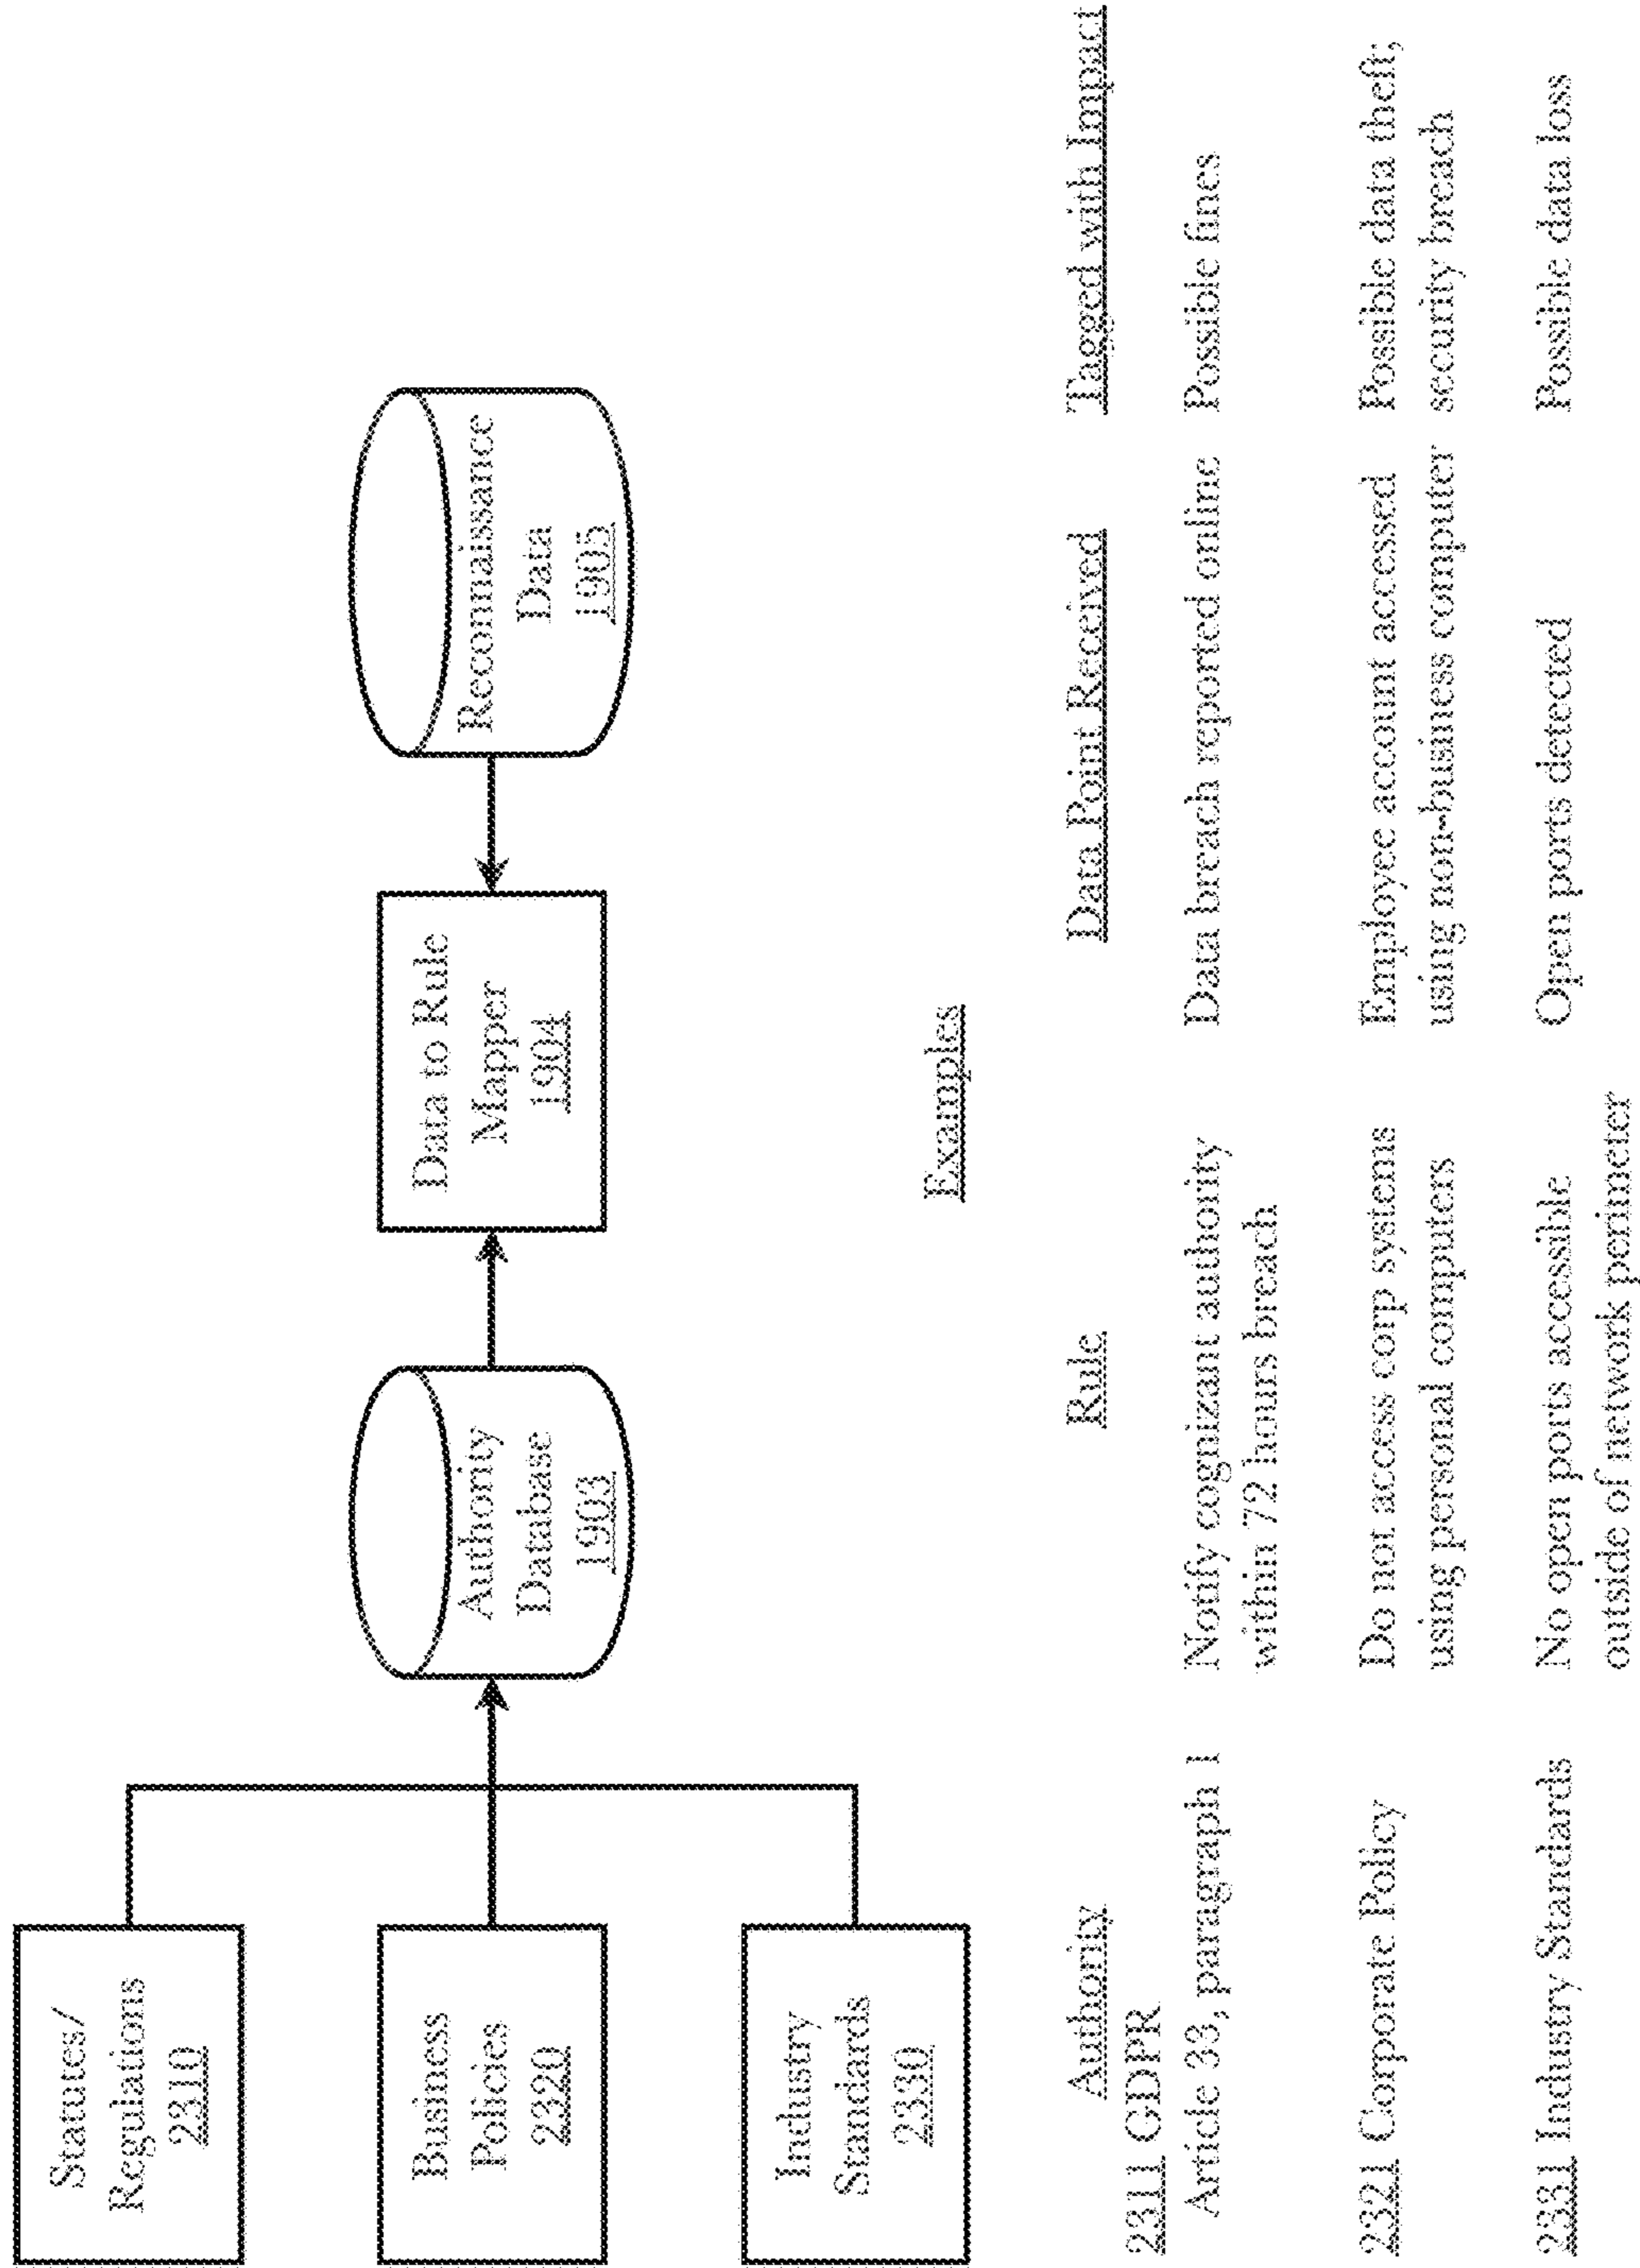 Statutes/
Regulations
2310
Business
Policies
2320
Industry
Standards
2330
Authority
Database
1903
Data to Rule
Mapper
1904
Reconnaissance
Data
1905
Examples
Authority
Rule
Data Point Received
Tagged with Impact
2311 GDPR
Article 33, paragraph 1
Notify cognizant authority
within 72 hours breach
Data breach reported online
Possible fines
2321 Corporate Policy
Do not access corp systems
using personal computers
Employee account accessed
using non-business computer
Possible data theft;
security breach
2331 Industry Standards
No open ports accessible
outside of network perimeter
Open ports detected
Possible data loss